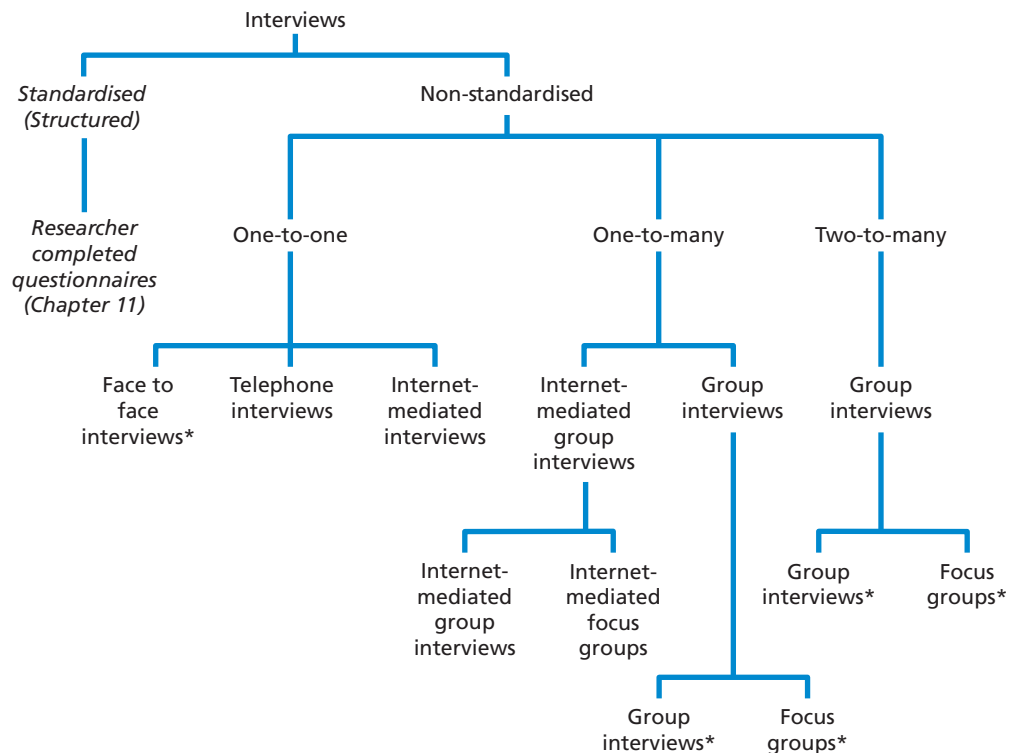 Interviews
Standardised
(Structured)
Non-standardised
Researcher
completed
questionnaires
(Chapter 11)
One-to-one
One-to-many
Two-to-many
Face to
face
interviews*
Telephone
interviews
Internet-
mediated
interviews
Internet-
mediated
group
interviews
Group
interviews
Group
interviews
Internet-
mediated
group
interviews
Internet-
mediated
focus
groups
Group
interviews*
Focus
groups*
Group
interviews*
Focus
groups*